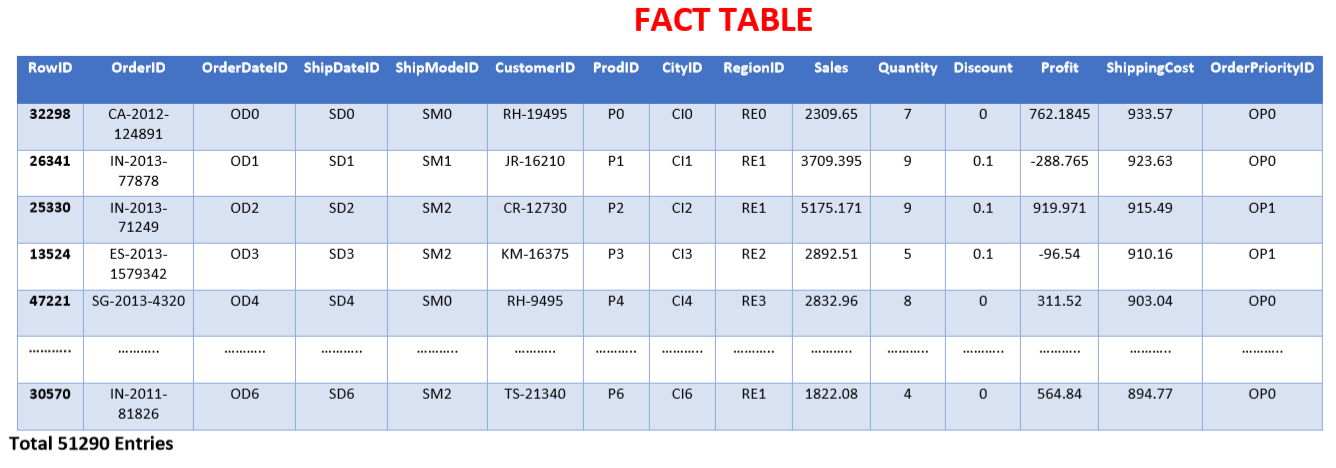 FACT TABLE
RowID OrderID OrderDateID ShipDateID ShipModeID CustomerID ProdID CityID RegionID Sales Quantity Discount Profit ShippingCost OrderPriorityID
32298 CA-2012-124891 OD0 SD0 SM0 RH-19495 P0 CI0 RE0 2309.65 7 0 762.1845 933.57 OP0
26341 IN-2013-77878 OD1 SD1 SM1 JR-16210 P1 CI1 RE1 3709.395 9 0.1 -288.765 923.63 OP0
25330 IN-2013-71249 OD2 SD2 SM2 CR-12730 P2 CI2 RE1 5175.171 9 0.1 919.971 915.49 OP1
13524 ES-2013-1579342 OD3 SD3 SM2 KM-16375 P3 CI3 RE2 2892.51 5 0.1 -96.54 910.16 OP1
47221 SG-2013-4320 OD4 SD4 SM0 RH-9495 P4 CI4 RE3 2832.96 8 0 311.52 903.04 OP0
……….. ……….. ……….. ……….. ……….. ……….. ……….. ……….. ……….. ……….. ……….. ……….. ……….. ……….. ………..
30570 IN-2011-81826 OD6 SD6 SM2 TS-21340 P6 CI6 RE1 1822.08 4 0 564.84 894.77 OP0
Total 51290 Entries